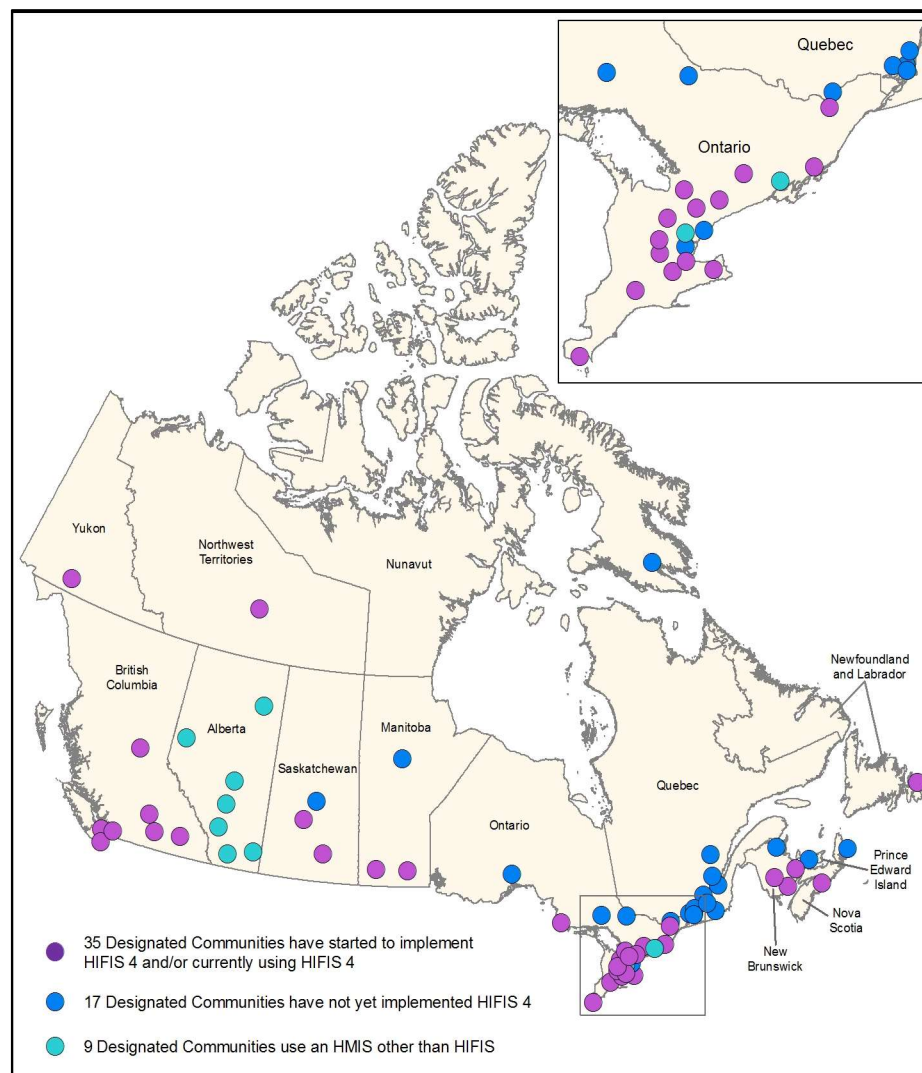 Quebec
Ontario
Yukon
Northwest
Territories
Nunavut
British
Columbia
Alberta
Saskatchewan
Manitoba
Ontario
Quebec
Newfoundland
and Labrador
Prince
Edward
Island
Nova
Scotia
New
Brunswick
35 Designated Communities have started to implement
HIFIS 4 and/or currently using HIFIS 4
17 Designated Communities have not yet implemented HIFIS 4
9 Designated Communities use an HMIS other than HIFIS